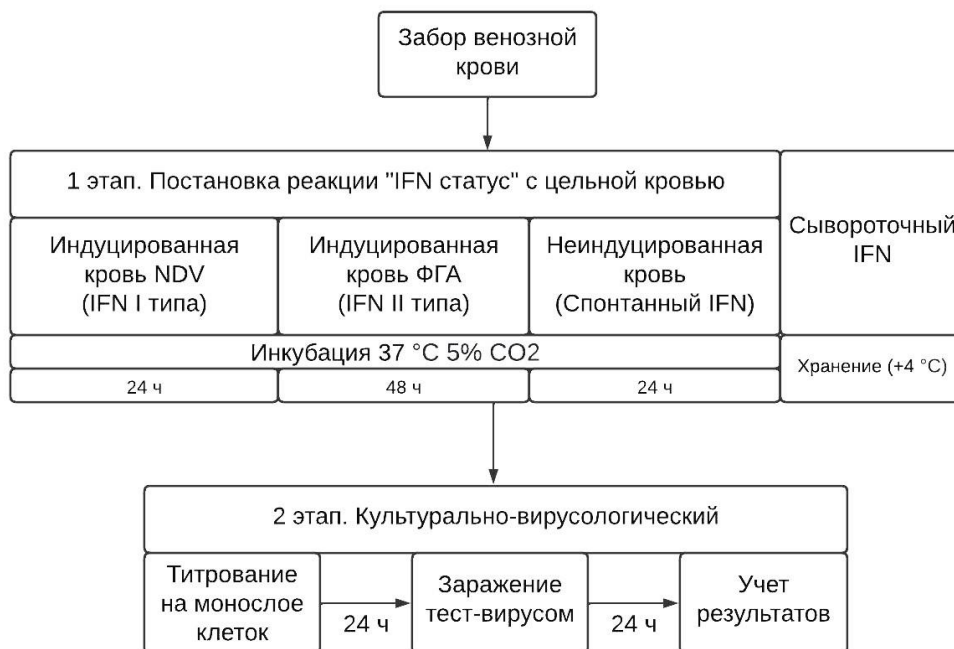 Забор венозной
крови
1 этап. Постановка реакции "IFN статус" с цельной кровью
Сывороточный
IFN
Индуцированная
кровь NDV
(IFN I типа)
Индуцированная
кровь ФГА
(IFN II типа)
Неиндуцированная
кровь
(Спонтанный IFN)
Инкубация 37 °C 5% CO2
Хранение (+4 °C)
24 ч
48 ч
24 ч
2 этап. Культурально-вирусологический
Титрование
на монослое
клеток
24 ч
Заражение
тест-вирусом
24 ч
Учет
результатов